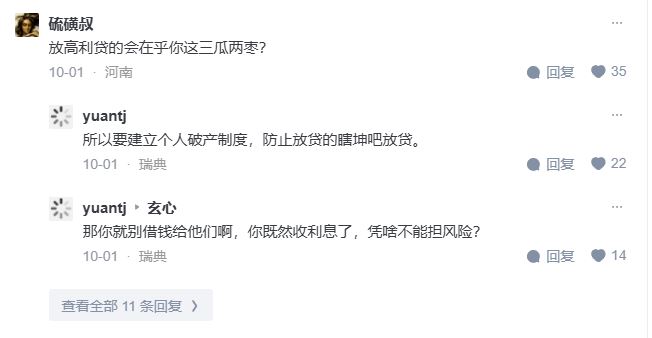 硫磺叔
放高利贷的会在乎你这三瓜两枣？
10-01 · 河南 回复 35
yuantj
所以要建立个人破产制度，防止放贷的瞎坤吧放贷。
10-01 · 瑞典 回复 22
yuantj 玄心
那你就别借钱给他们啊，你既然收利息了，凭啥不能担风险？
10-01 · 瑞典 回复 14
查看全部 11 条回复